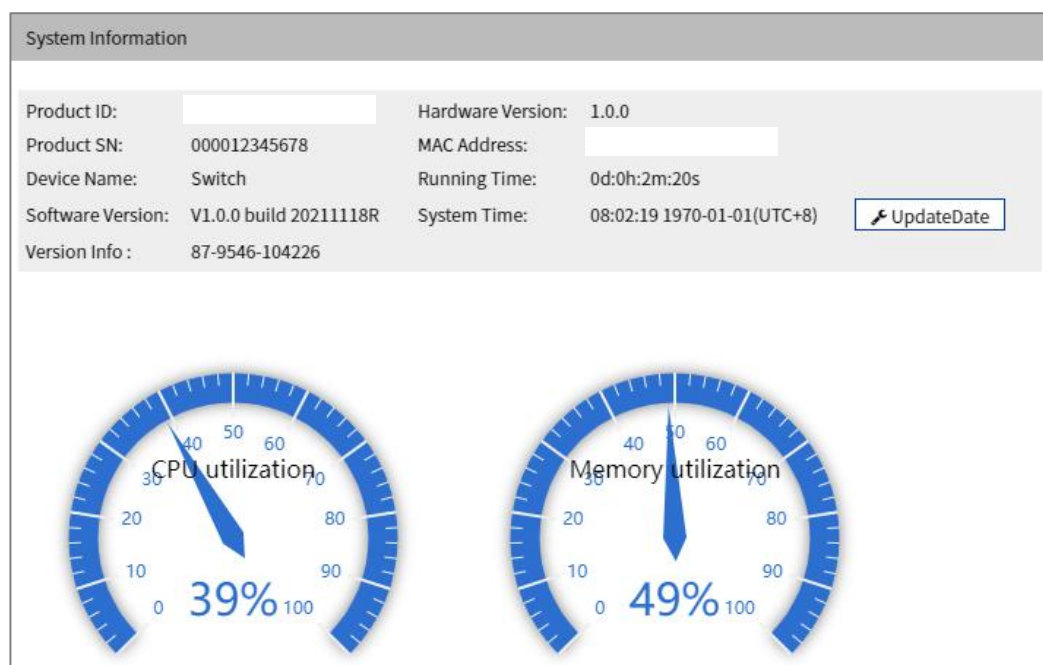 System Information
Product ID: Hardware Version: 1.0.0
Product SN: 000012345678 MAC Address:
Device Name: Switch Running Time: 0d:0h:2m:20s
Software Version: V1.0.0 build 20211118R System Time: 08:02:19 1970-01-01(UTC+8) UpdateDate
Version Info : 87-9546-104226
40 50 60
CPU utilization
30 70
20 80
10 90
0 39% 100
40 50 60
Memory utilization
30 70
20 80
10 90
0 49% 100